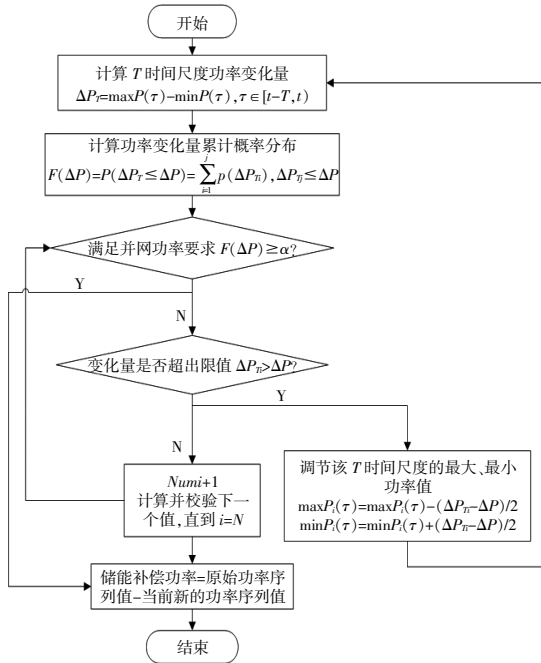 开始
计算 T 时间尺度功率变化量
ΔP_T=maxP(τ)−minP(τ),τ∈[t−T,t)
计算功率变化量累计概率分布
F(ΔP)=P(ΔP_T≤ΔP)=∑_{i=1}^{j}p(ΔP_{Ti}),ΔP_{Tj}≤ΔP
满足并网功率要求 F(ΔP)≥α?
Y
N
变化量是否超出限值 ΔP_{Ti}>ΔP?
Y
N
Numi+1
计算并校验下一
个值,直到 i=N
调节该 T 时间尺度的最大、最小
功率值
maxP_i(τ)=maxP_i(τ)−(ΔP_{Ti}−ΔP)/2
minP_i(τ)=minP_i(τ)+(ΔP_{Ti}−ΔP)/2
储能补偿功率=原始功率序
列值−当前新的功率序列值
结束